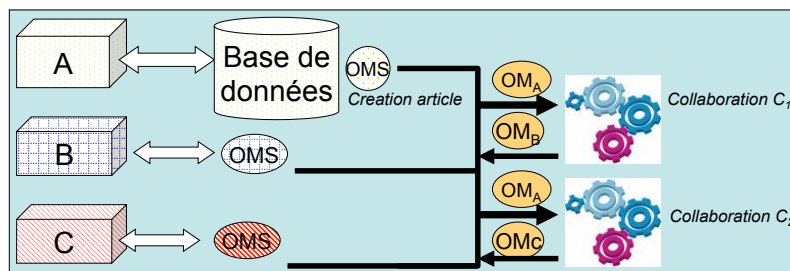 A
Base de
données
OMS
Creation article
OMA
Collaboration C1
B
OMS
OMB
OMA
Collaboration C2
C
OMS
OMc